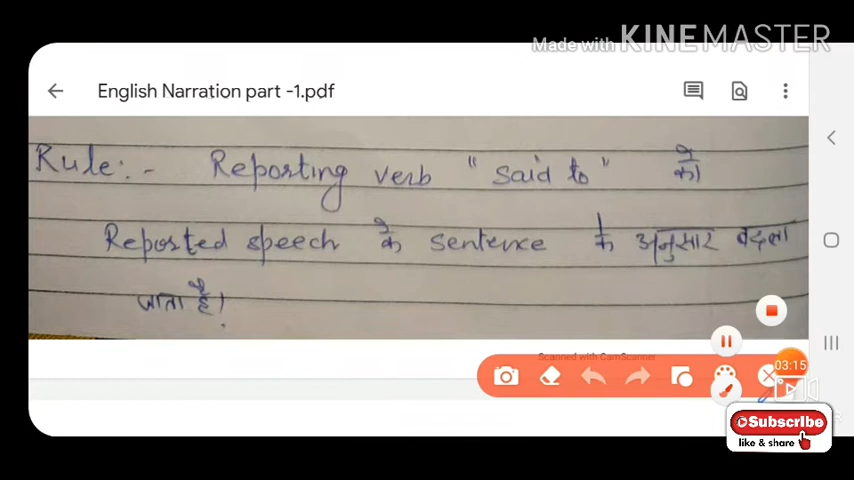 Made with KINEMASTER
English Narration part -1.pdf
Rule:- Reporting verb "said to" को
Reported speech के sentence के अनुसार बदला
जाता है।
Scanned with CamScanner
03:15
Subscribe
like & share